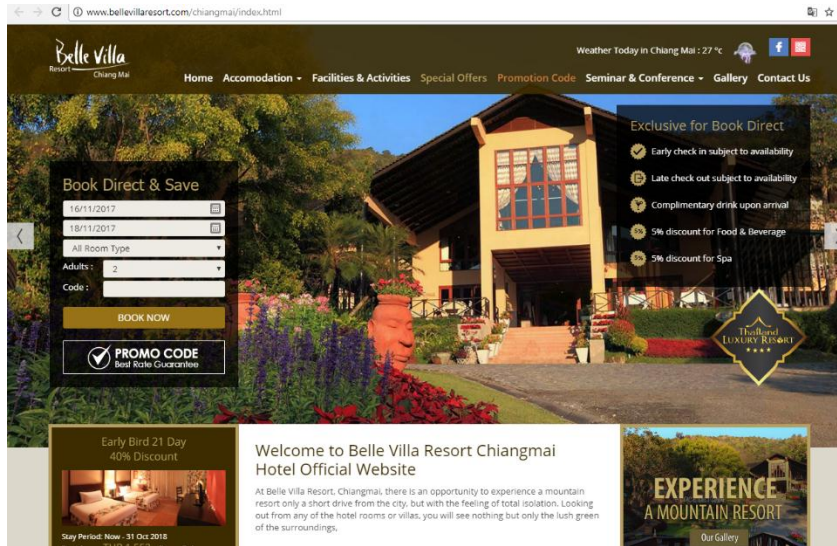 www.bellevillaresort.com/chiangmai/index.html
Belle Villa
Resort Chiang Mai
Weather Today in Chiang Mai : 27 °c
Home Accomodation Facilities & Activities Special Offers Promotion Code Seminar & Conference Gallery Contact Us
Book Direct & Save
16/11/2017
18/11/2017
All Room Type
Adults : 2
Code :
BOOK NOW
PROMO CODE
Best Rate Guarantee
Exclusive for Book Direct
Early check in subject to availability
Late check out subject to availability
Complimentary drink upon arrival
5% 5% discount for Food & Beverage
5% 5% discount for Spa
Thailand
LUXURY RESORT
Early Bird 21 Day
40% Discount
Stay Period: Now - 31 Oct 2018
Welcome to Belle Villa Resort Chiangmai
Hotel Official Website
At Belle Villa Resort, Chiangmai, there is an opportunity to experience a mountain
resort only a short drive from the city, but with the feeling of total isolation. Looking
out from any of the hotel rooms or villas, you will see nothing but only the lush green
of the surroundings,
EXPERIENCE
A MOUNTAIN RESORT
Our Gallery